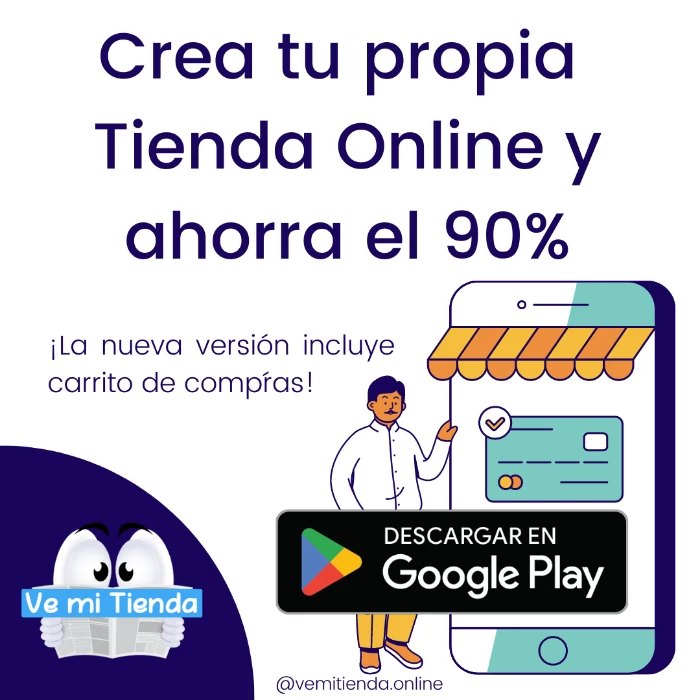 Crea tu propia
Tienda Online y
ahorra el 90%
¡La nueva versión incluye
carrito de compŕas!
DESCARGAR EN
Google Play
Ve mi Tienda
@vemitienda.online